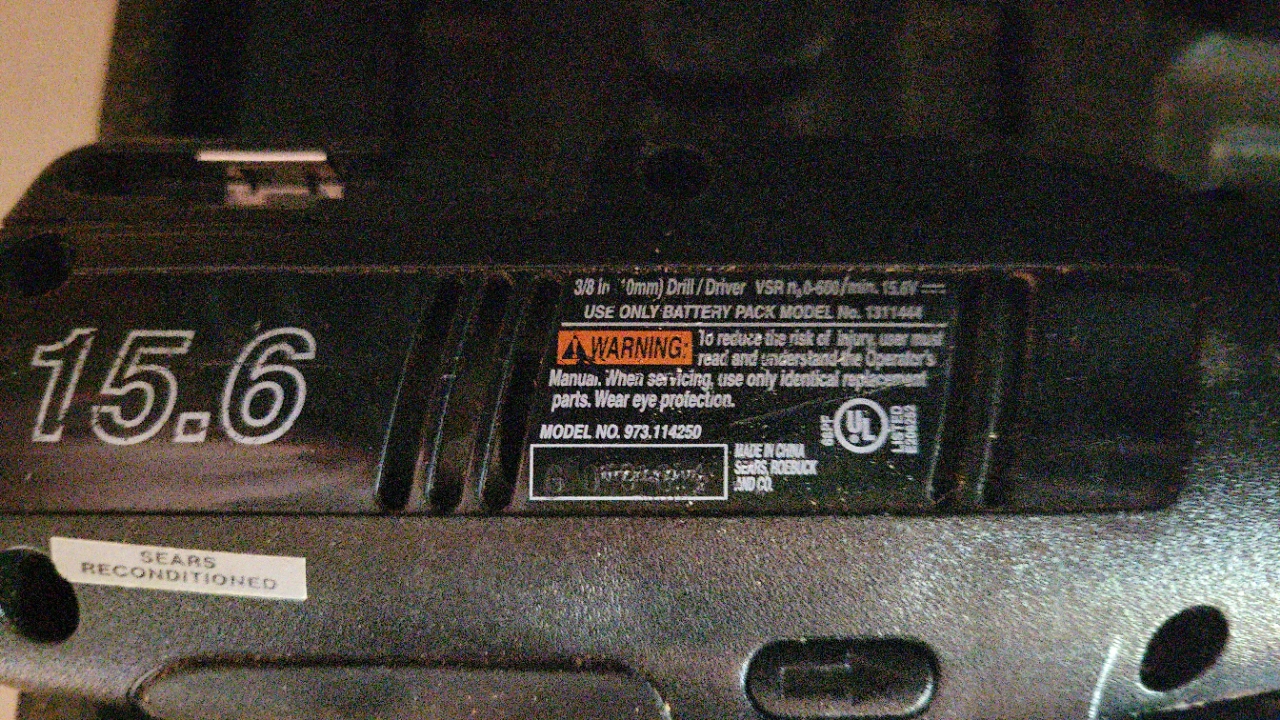 15.6
3/8 In 0mm) Drill / Driver VSR n₀0-600/min. 15.6V
USE ONLY BATTERY PACK MODEL No. 1311444
WARNING: To reduce the risk of injury, user must
read and understand the Operator's
Manual. When servicing, use only identical replacement
parts. Wear eye protection.
MODEL NO. 973.114250
UL
LISTED
MADE IN CHINA
SEARS, ROEBUCK
AND CO.
SEARS
RECONDITIONED